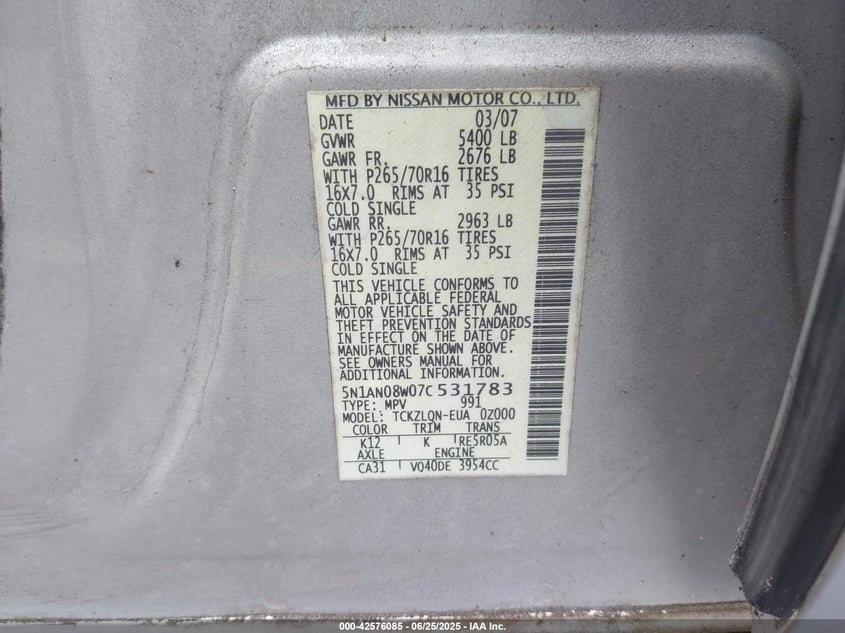 MFD BY NISSAN MOTOR CO., LTD.
DATE 03/07
GVWR 5400 LB
GAWR FR. 2676 LB
WITH P265/70R16 TIRES
16X7.0 RIMS AT 35 PSI
COLD SINGLE
GAWR RR. 2963 LB
WITH P265/70R16 TIRES
16X7.0 RIMS AT 35 PSI
COLD SINGLE
THIS VEHICLE CONFORMS TO
ALL APPLICABLE FEDERAL
MOTOR VEHICLE SAFETY AND
THEFT PREVENTION STANDARDS
IN EFFECT ON THE DATE OF
MANUFACTURE SHOWN ABOVE.
SEE OWNERS MANUAL FOR
ADDITIONAL INFORMATION.
5N1AN08W07C531783
TYPE: MPV 991
MODEL: TCKZLQN-EUA 0Z000
COLOR TRIM TRANS
K12 K RE5R05A
AXLE ENGINE
CA31 VQ40DE 3954CC
000-42576085 - 06/25/2025 - IAA Inc.